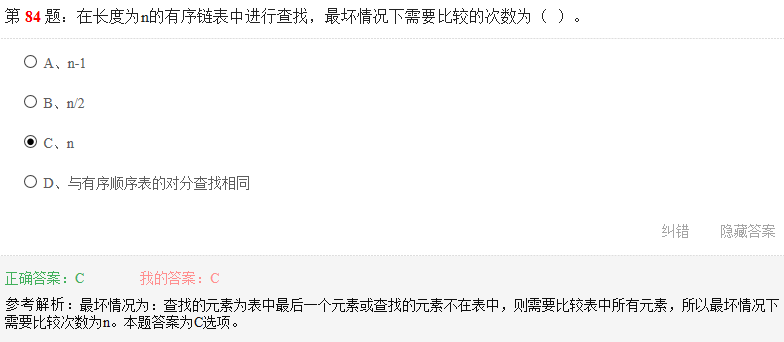 第 84 题：在长度为n的有序链表中进行查找，最坏情况下需要比较的次数为（ ）。
A、n-1
B、n/2
C、n
D、与有序顺序表的对分查找相同
纠错 隐藏答案
正确答案：C 我的答案：C
参考解析：最坏情况为：查找的元素为表中最后一个元素或查找的元素不在表中，则需要比较表中所有元素，所以最坏情况下
需要比较次数为n。本题答案为C选项。